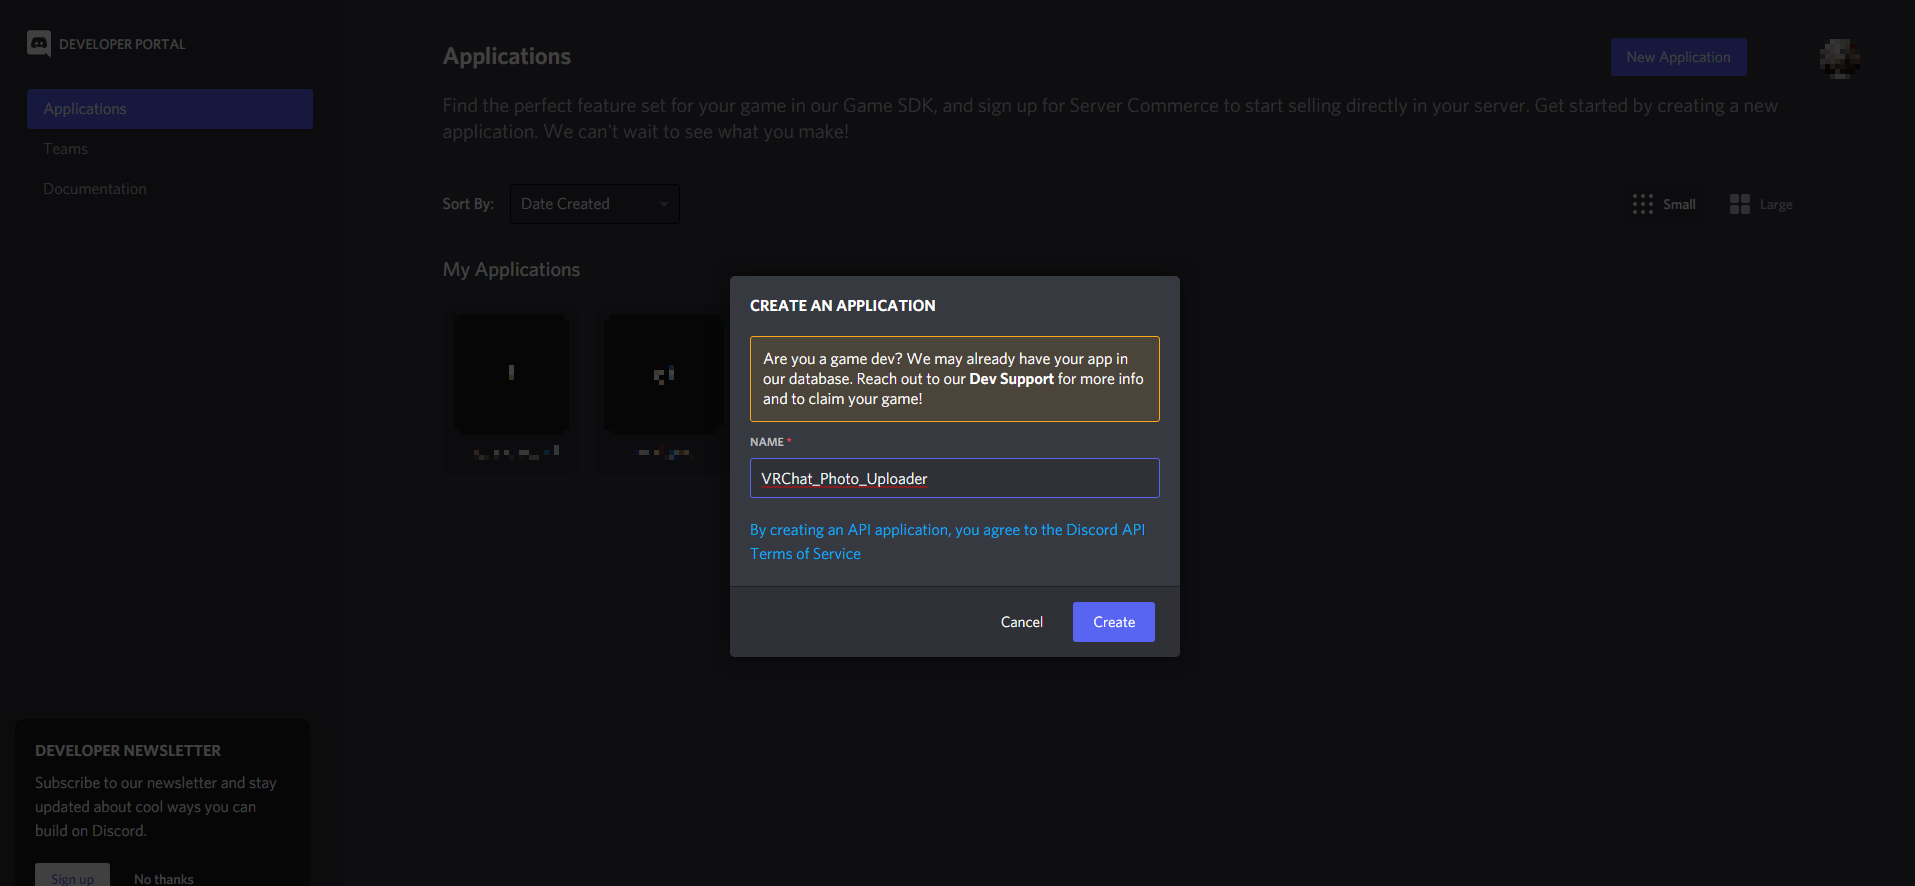 DEVELOPER PORTAL
Applications
Teams
Documentation
Applications
New Application
Find the perfect feature set for your game in our Game SDK, and sign up for Server Commerce to start selling directly in your server. Get started by creating a new
application. We can't wait to see what you make!
Sort By:
Date Created
Small
Large
My Applications
CREATE AN APPLICATION
Are you a game dev? We may already have your app in
our database. Reach out to our Dev Support for more info
and to claim your game!
NAME *
VRChat_Photo_Uploader
By creating an API application, you agree to the Discord API
Terms of Service
Cancel
Create
DEVELOPER NEWSLETTER
Subscribe to our newsletter and stay
updated about cool ways you can
build on Discord.
Sign up
No thanks